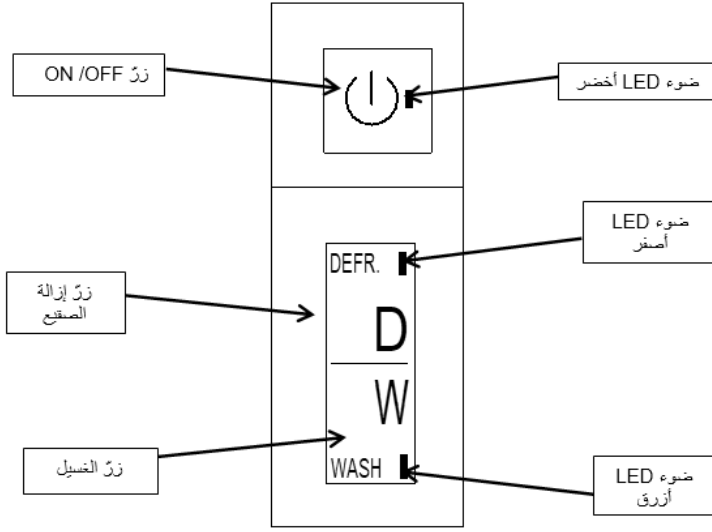 زرّ ON /OFF
ضوء LED أخضر
ضوء LED
أصفر
DEFR.
زرّ إزالة
الصقيع
D
W
زرّ الغسيل
WASH
ضوء LED
أزرق